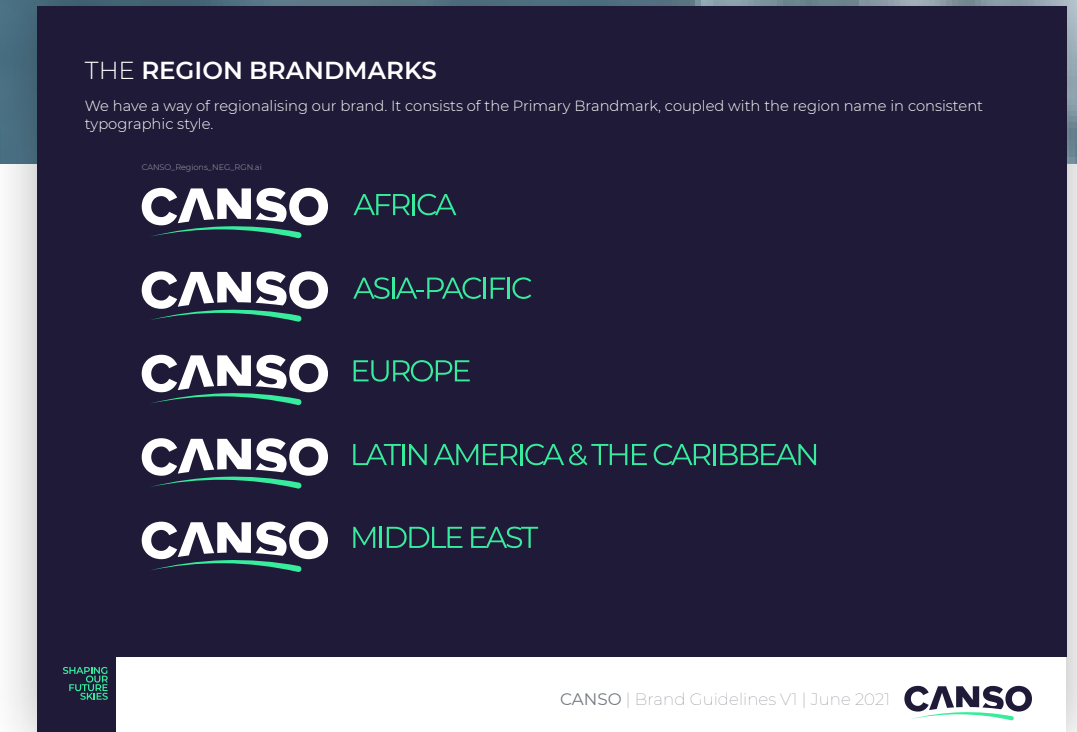 THE REGION BRANDMARKS
We have a way of regionalising our brand. It consists of the Primary Brandmark, coupled with the region name in consistent
typographic style.
CANSO_Regions_NEG_RGN.ai
CANSO AFRICA
CANSO ASIA-PACIFIC
CANSO EUROPE
CANSO LATIN AMERICA & THE CARIBBEAN
CANSO MIDDLE EAST
SHAPING
OUR
FUTURE
SKIES
CANSO | Brand Guidelines V1 | June 2021 CANSO